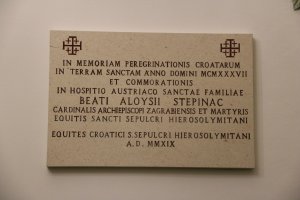 IN MEMORIAM PEREGRINATIONIS CROATARUM
IN TERRAM SANCTAM ANNO DOMINI MCMXXXVII
ET COMMORATIONIS
IN HOSPITIO AUSTRIACO SANCTAE FAMILIAE
BEATI ALOYSII STEPINAC
CARDINALIS ARCHIEPISCOPI ZAGRABIENSIS ET MARTYRIS
EQUITIS SANCTI SEPULCRI HIEROSOLYMITANI
EQUITES CROATICI S.SEPULCRI HIEROSOLYMITANI
A.D. MMXIX